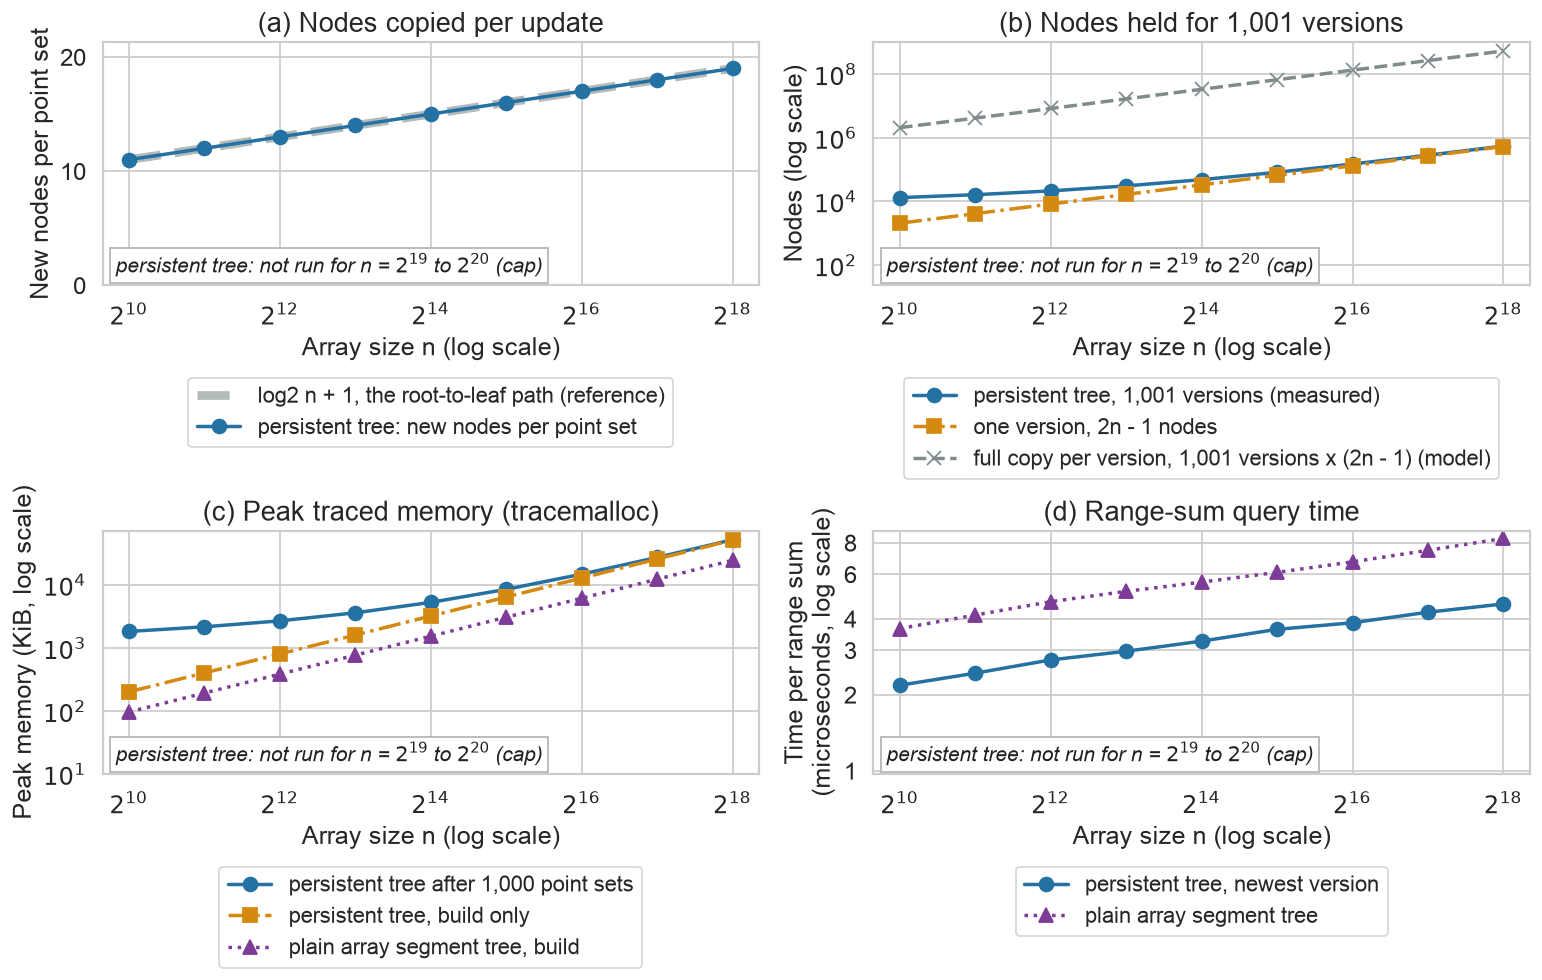 (a) Nodes copied per update
New nodes per point set
20
10
0
persistent tree: not run for n = 2^19 to 2^20 (cap)
2^10 2^12 2^14 2^16 2^18
Array size n (log scale)
log2 n + 1, the root-to-leaf path (reference)
persistent tree: new nodes per point set
(b) Nodes held for 1,001 versions
Nodes (log scale)
10^8
10^6
10^4
10^2
persistent tree: not run for n = 2^19 to 2^20 (cap)
2^10 2^12 2^14 2^16 2^18
Array size n (log scale)
persistent tree, 1,001 versions (measured)
one version, 2n - 1 nodes
full copy per version, 1,001 versions x (2n - 1) (model)
(c) Peak traced memory (tracemalloc)
Peak memory (KiB, log scale)
10^4
10^3
10^2
10^1
persistent tree: not run for n = 2^19 to 2^20 (cap)
2^10 2^12 2^14 2^16 2^18
Array size n (log scale)
persistent tree after 1,000 point sets
persistent tree, build only
plain array segment tree, build
(d) Range-sum query time
Time per range sum
(microseconds, log scale)
8
6
4
3
2
1
persistent tree: not run for n = 2^19 to 2^20 (cap)
2^10 2^12 2^14 2^16 2^18
Array size n (log scale)
persistent tree, newest version
plain array segment tree